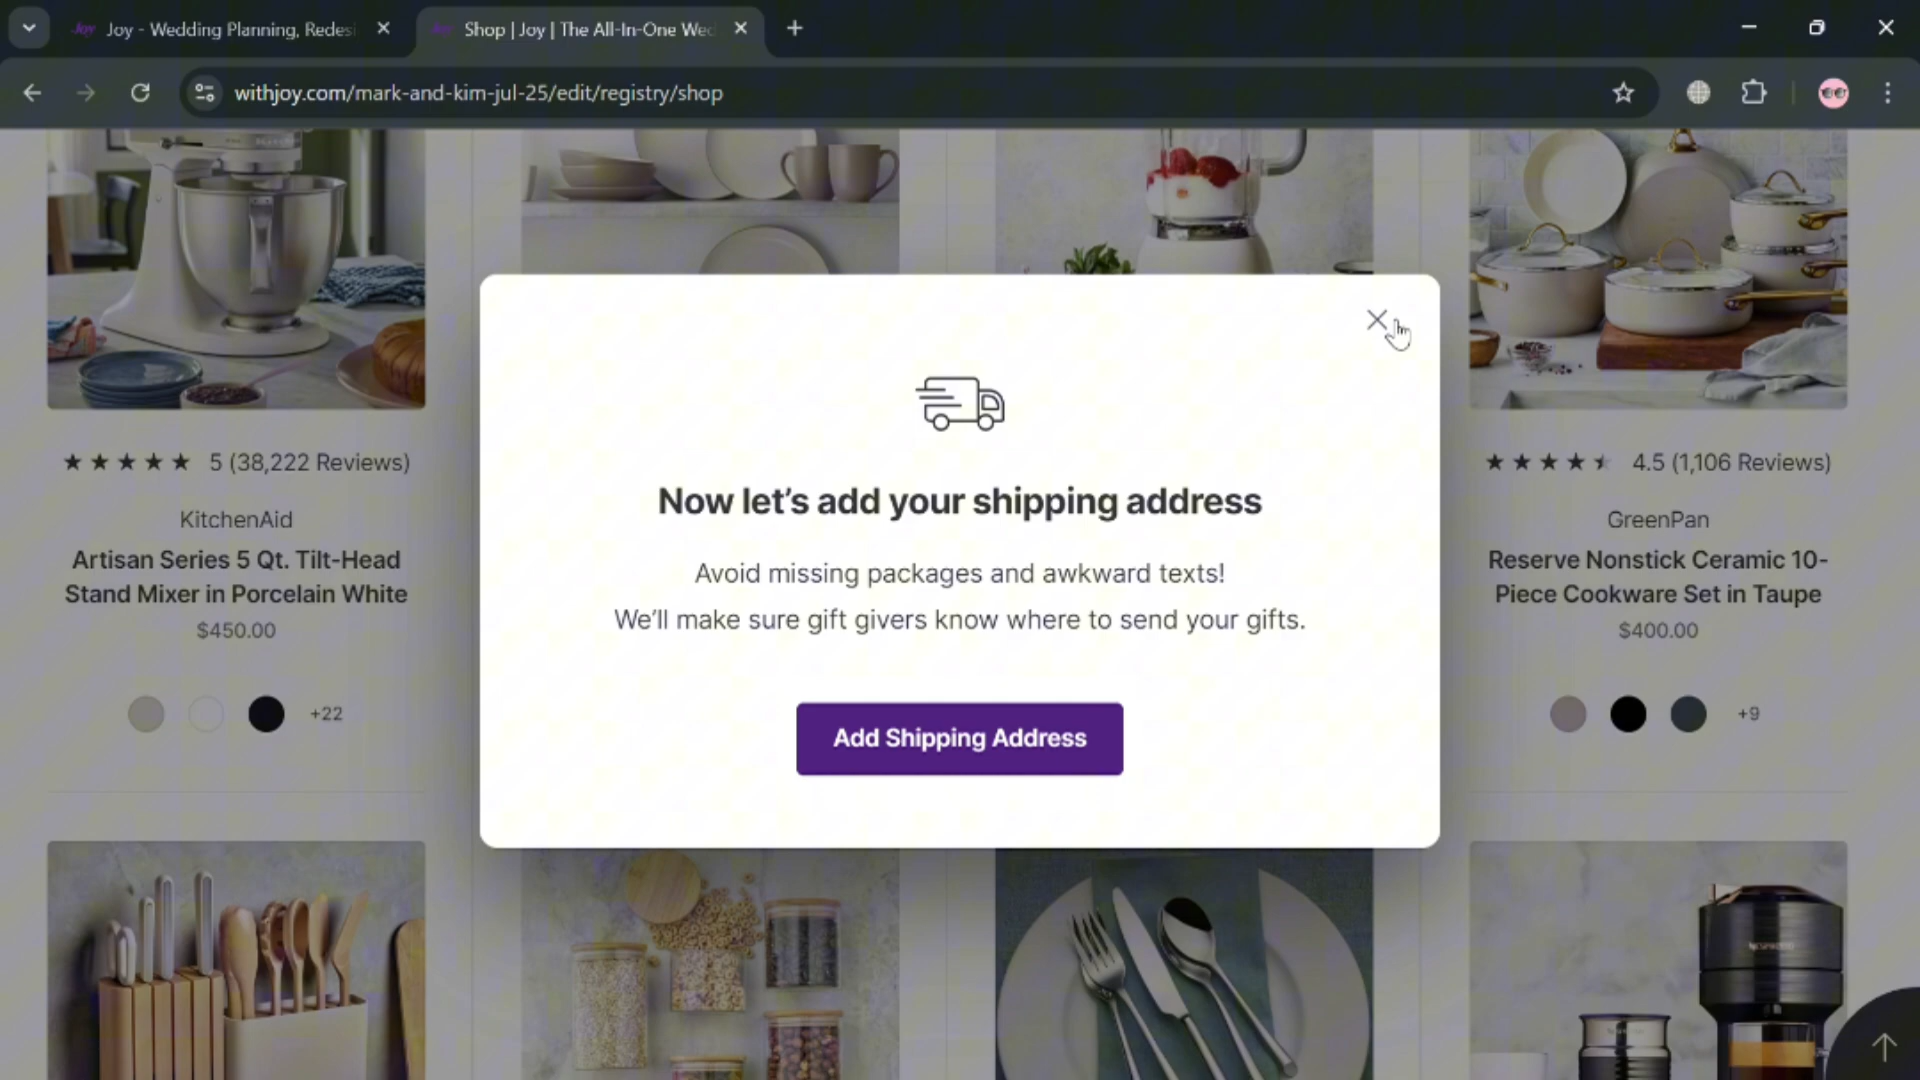 Joy
Joy - Wedding Planning, Redesi
Shop | Joy | The All-In-One Wed
withjoy.com/mark-and-kim-jul-25/edit/registry/shop
Now let's add your shipping address
Avoid missing packages and awkward texts!
We'll make sure gift givers know where to send your gifts.
Add Shipping Address
5 (38,222 Reviews)
KitchenAid
Artisan Series 5 Qt. Tilt-Head
Stand Mixer in Porcelain White
$450.00
+22
4.5 (1,106 Reviews)
GreenPan
Reserve Nonstick Ceramic 10-
Piece Cookware Set in Taupe
$400.00
+9
NESPRESSO